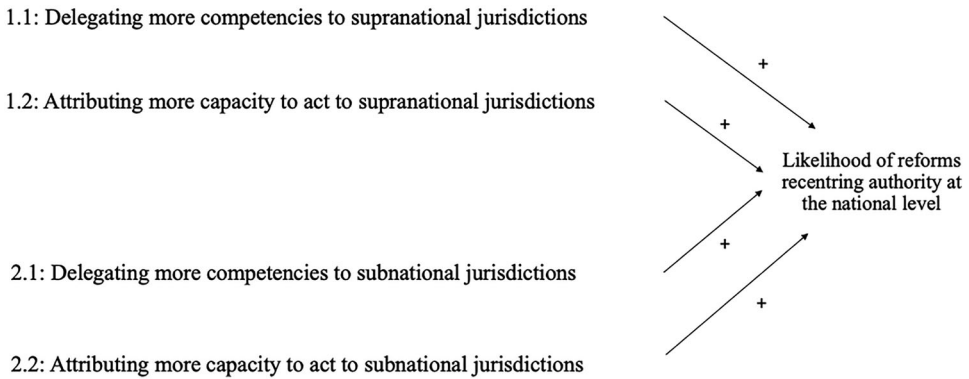 1.1: Delegating more competencies to supranational jurisdictions
+
1.2: Attributing more capacity to act to supranational jurisdictions
+
Likelihood of reforms
recentring authority at
the national level
+
2.1: Delegating more competencies to subnational jurisdictions
+
2.2: Attributing more capacity to act to subnational jurisdictions